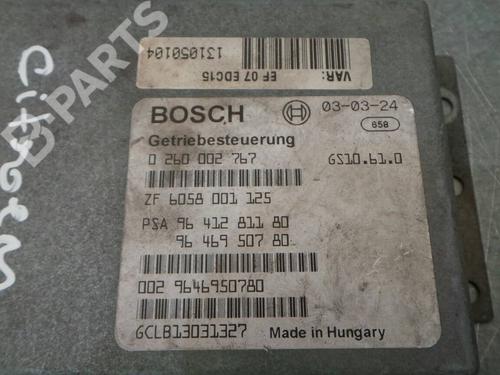 B-PARTS
VAR: EF 07 EDC15
131050104
BOSCH 03-03-24
658
Getriebesteuerung
0 260 002 767 GS10.61.0
ZF 6058 001 125
PSA 96 412 811 80
96 469 507 80
002 9646950780
GCLB13031327 Made in Hungary